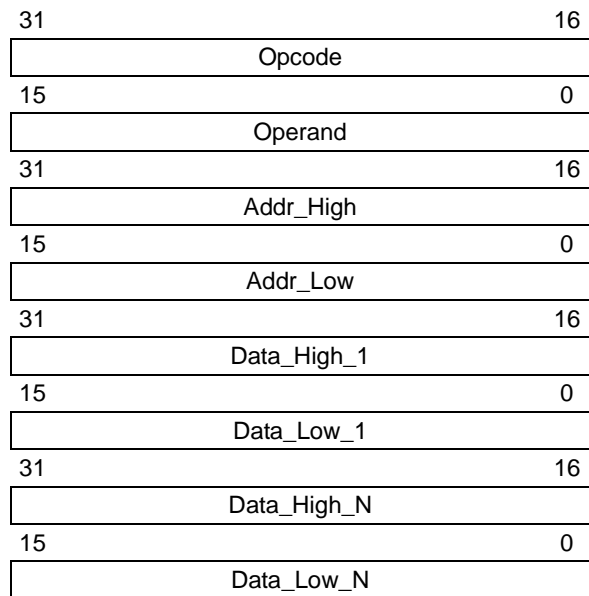 31 16
Opcode
15 0
Operand
31 16
Addr_High
15 0
Addr_Low
31 16
Data_High_1
15 0
Data_Low_1
31 16
Data_High_N
15 0
Data_Low_N